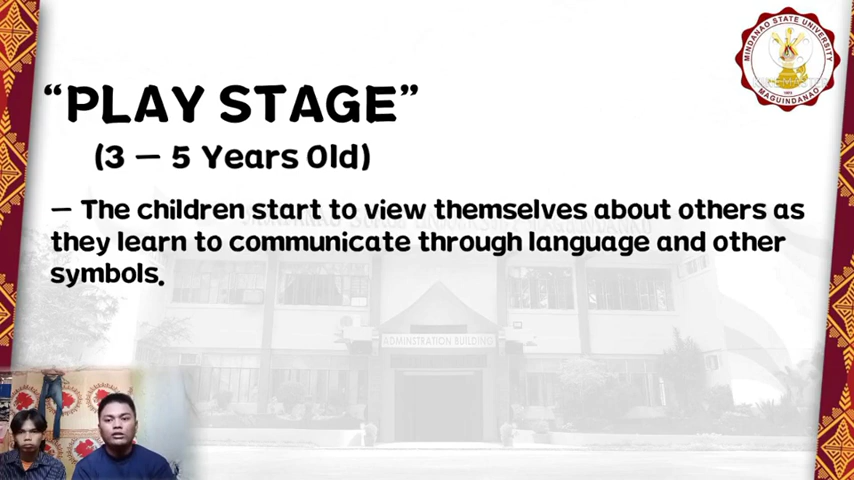 MINDANAO STATE UNIVERSITY
MAGUINDANAO
“PLAY STAGE”
(3 – 5 Years Old)
– The children start to view themselves about others as
they learn to communicate through language and other
symbols.
ADMINSTRATION BUILDING